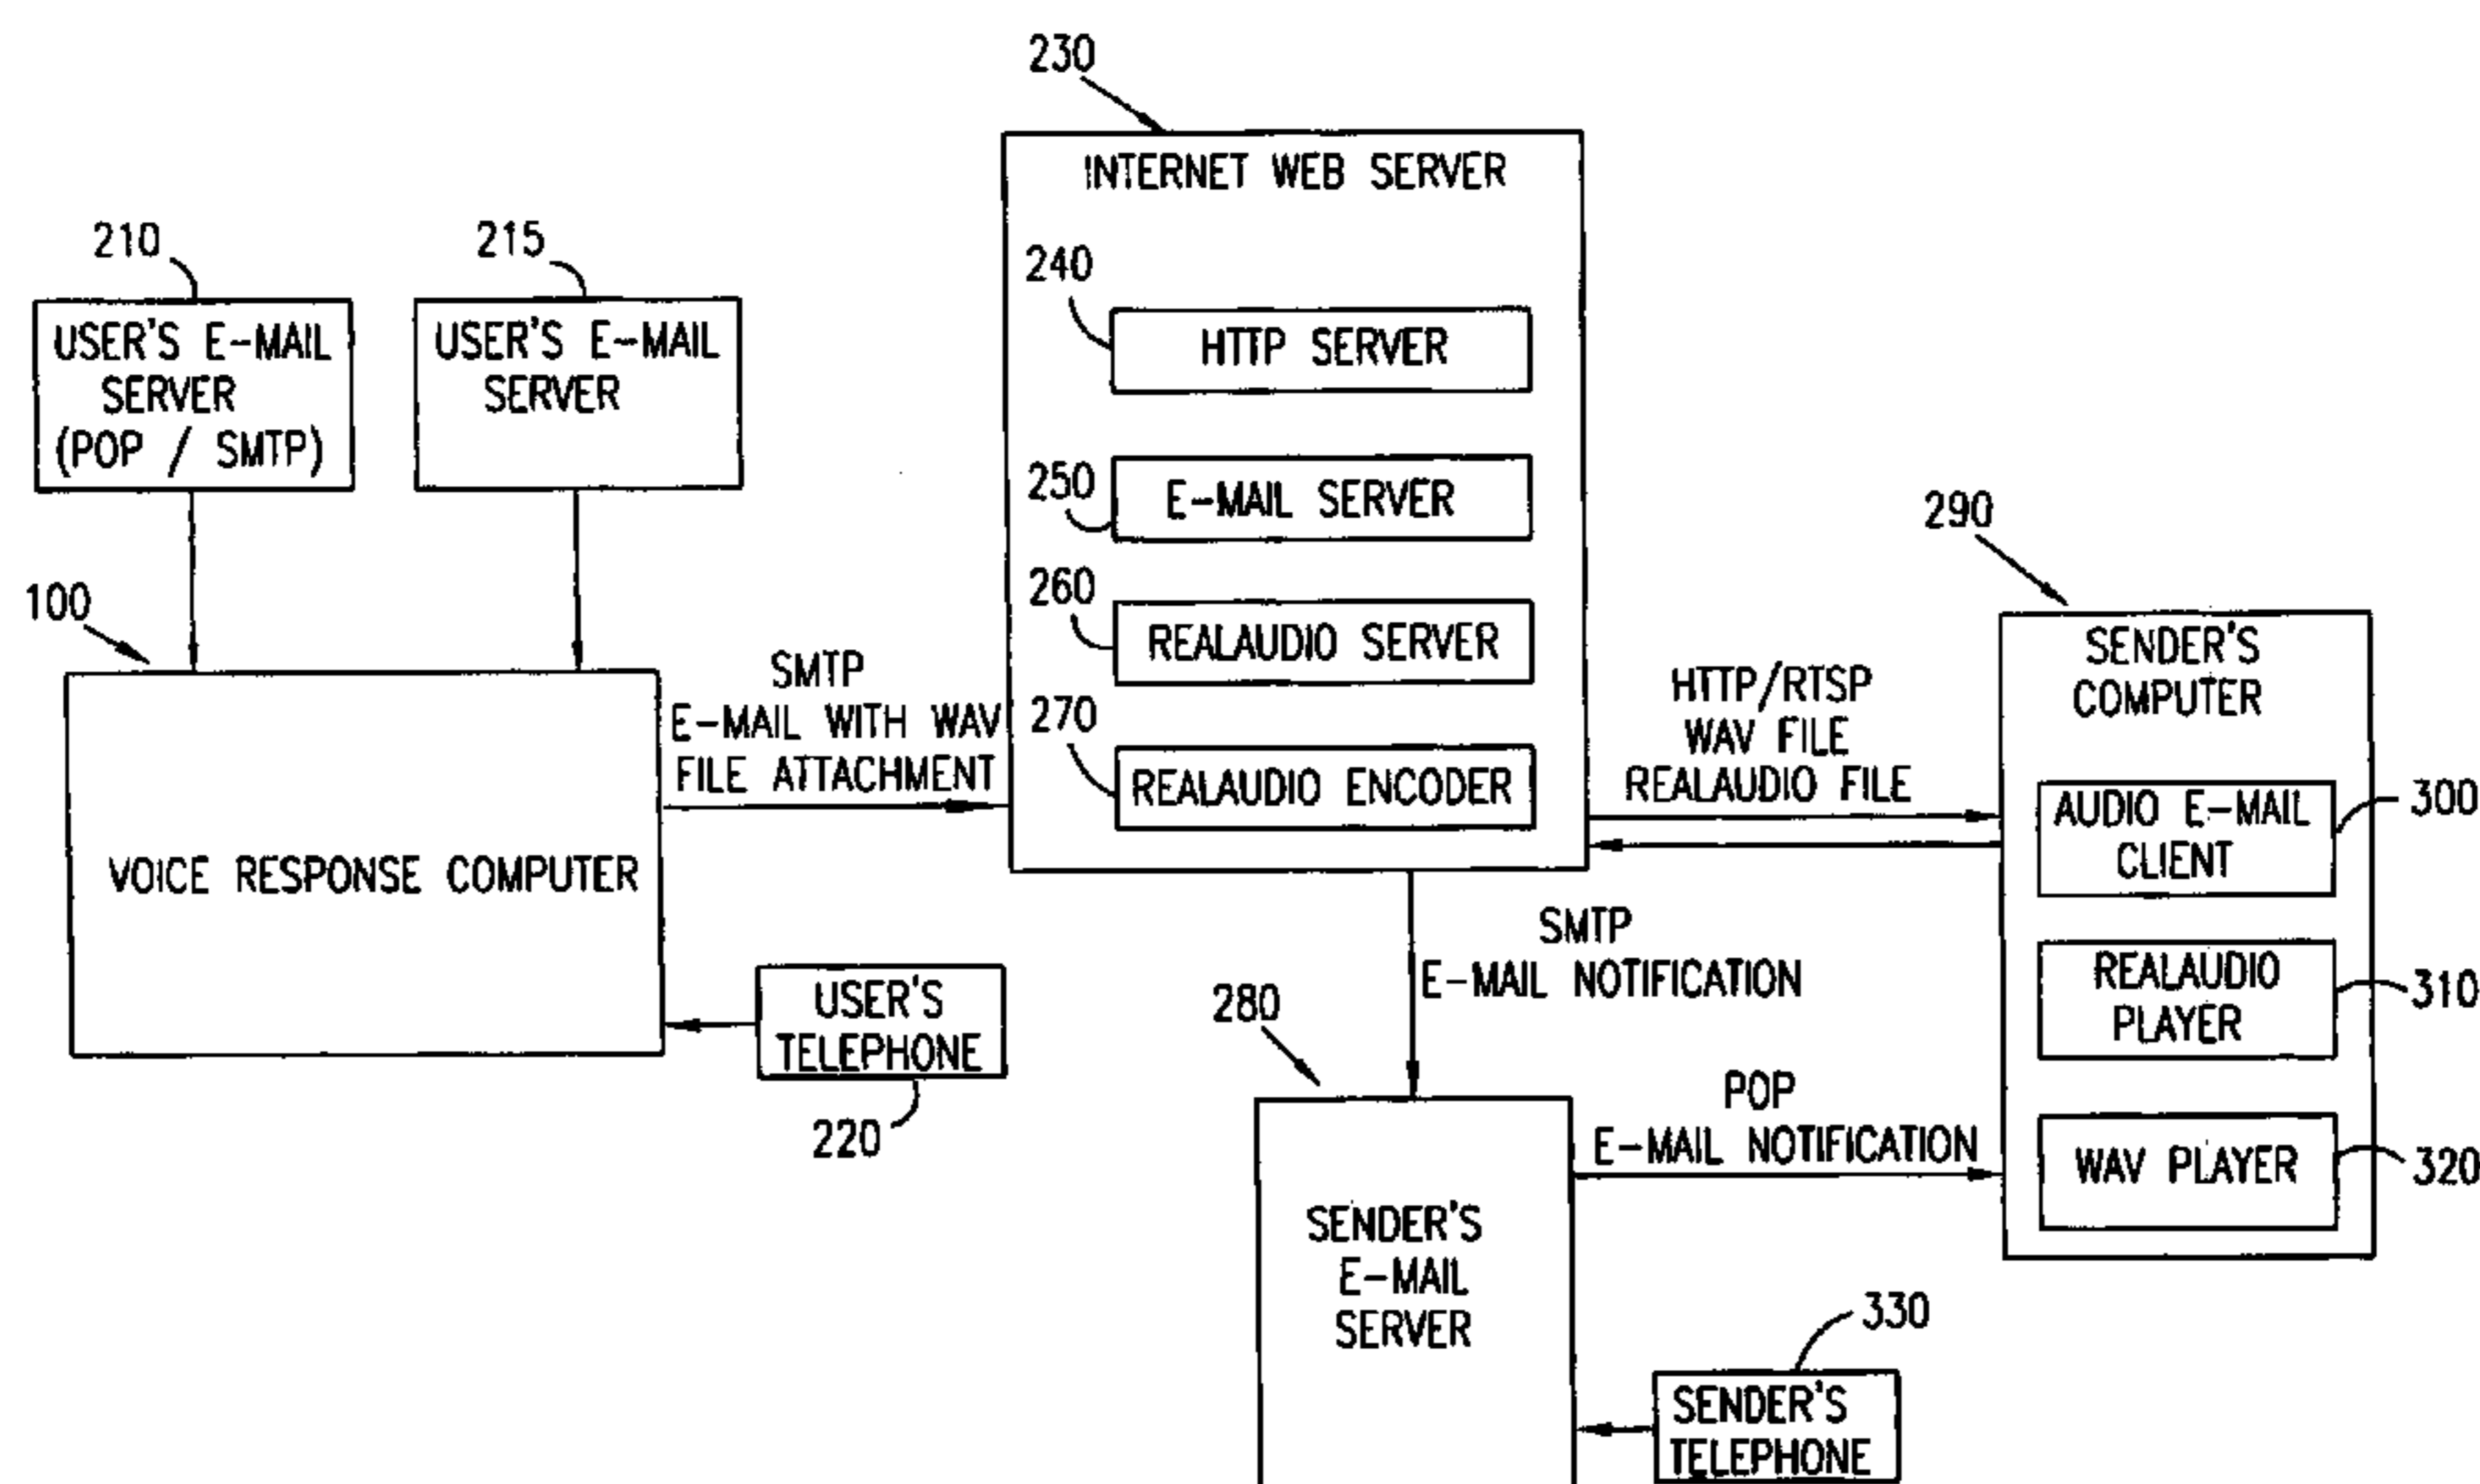 230
INTERNET WEB SERVER
210
215
240
USER'S E-MAIL
SERVER
(POP / SMTP)
USER'S E-MAIL
SERVER
HTTP SERVER
250
E-MAIL SERVER
290
100
260
REALAUDIO SERVER
SENDER'S
COMPUTER
SMTP
E-MAIL WITH WAV
FILE ATTACHMENT
270
REALAUDIO ENCODER
HTTP/RTSP
WAV FILE
REALAUDIO FILE
AUDIO E-MAIL
CLIENT
300
VOICE RESPONSE COMPUTER
SMTP
E-MAIL NOTIFICATION
REALAUDIO
PLAYER
310
USER'S
TELEPHONE
220
280
POP
E-MAIL NOTIFICATION
WAV PLAYER
320
SENDER'S
E-MAIL
SERVER
330
SENDER'S
TELEPHONE